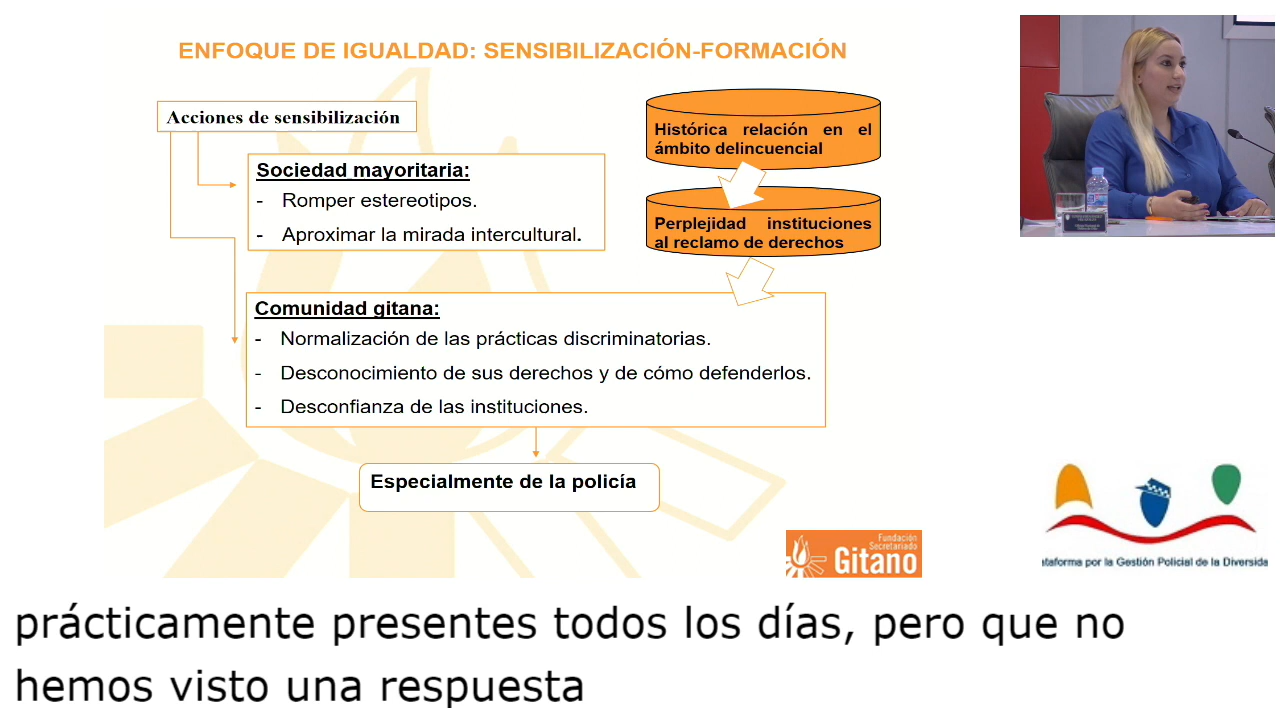 ENFOQUE DE IGUALDAD: SENSIBILIZACIÓN-FORMACIÓN
Acciones de sensibilización
Sociedad mayoritaria:
- Romper estereotipos.
- Aproximar la mirada intercultural.
Histórica relación en el
ámbito delincuencial
Perplejidad instituciones
al reclamo de derechos
Comunidad gitana:
- Normalización de las prácticas discriminatorias.
- Desconocimiento de sus derechos y de cómo defenderlos.
- Desconfianza de las instituciones.
Especialmente de la policía
Fundación
Secretariado
Gitano
ataforma por la Gestión Policial de la Diversida
prácticamente presentes todos los días, pero que no
hemos visto una respuesta